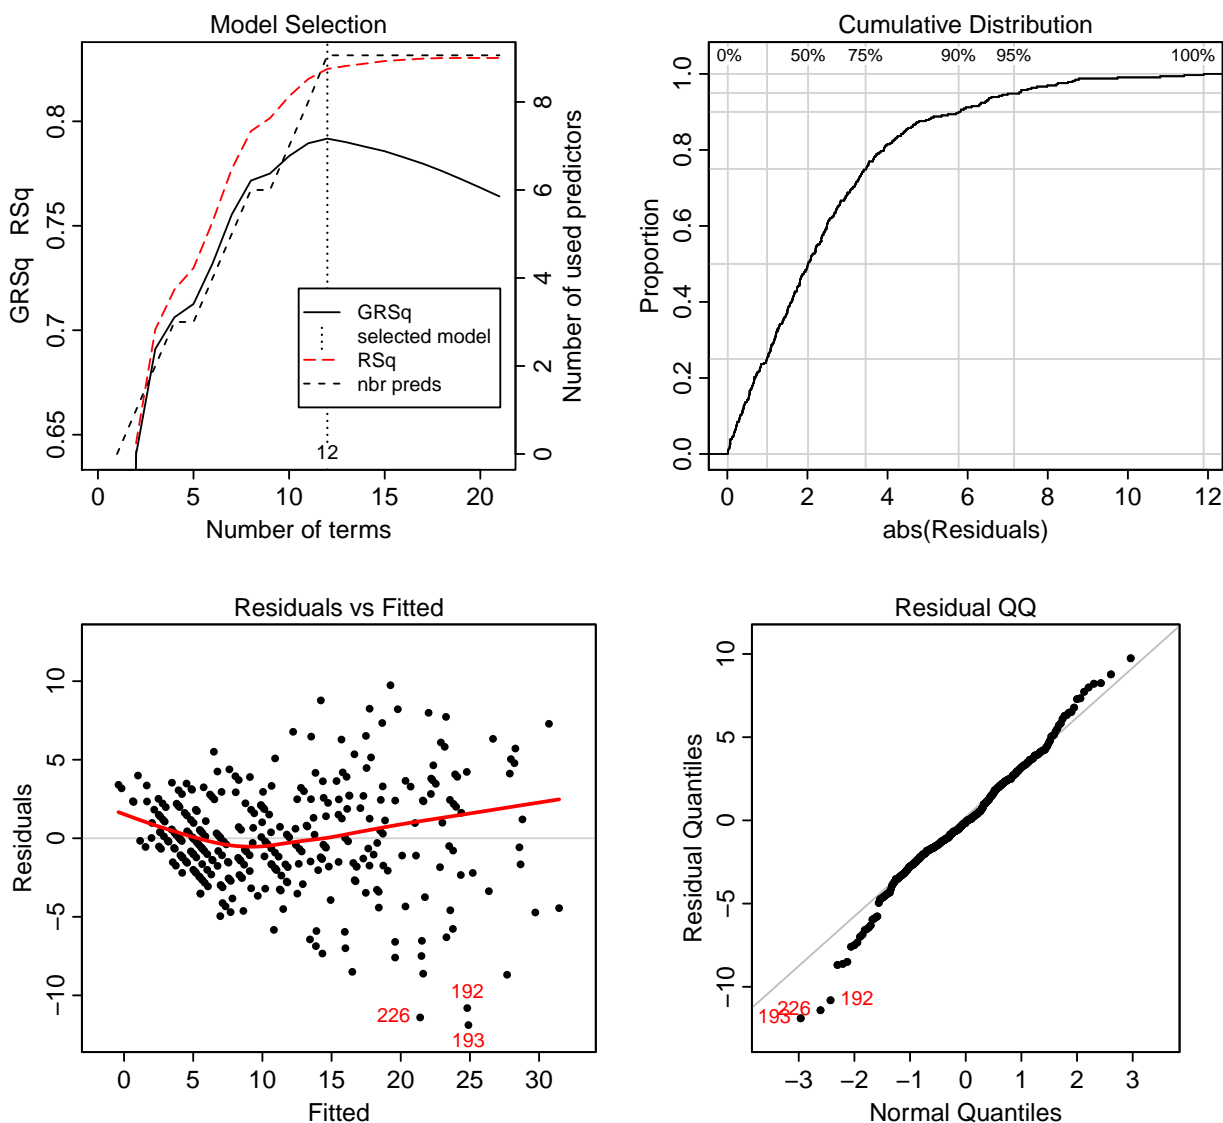 Model Selection
GRSq RSq
0.65 0.7 0.75 0.8
0 2 4 6 8
Number of used predictors
GRSq
selected model
RSq
nbr preds
12
0 5 10 15 20
Number of terms
Cumulative Distribution
0% 50% 75% 90% 95% 100%
Proportion
0.0 0.2 0.4 0.6 0.8 1.0
0 2 4 6 8 10 12
abs(Residuals)
Residuals vs Fitted
Residuals
−10 −5 0 5 10
192
226
193
0 5 10 15 20 25 30
Fitted
Residual QQ
Residual Quantiles
−10 −5 0 5 10
192
226
193
−3 −2 −1 0 1 2 3
Normal Quantiles